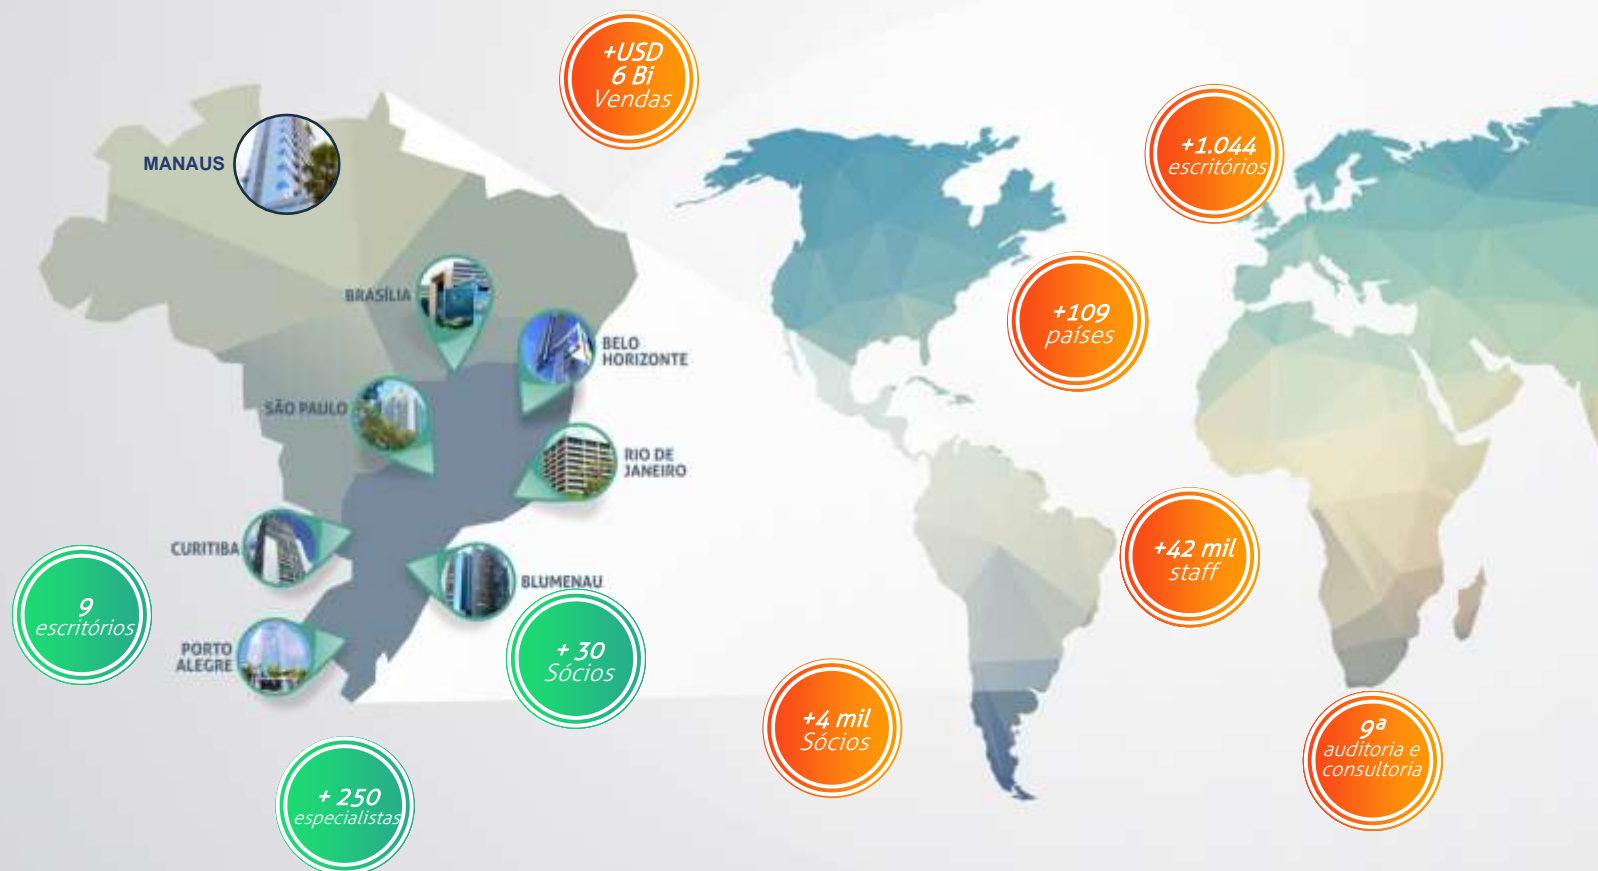 +USD
6 Bi
Vendas
+1.044
escritórios
MANAUS
BRASÍLIA
+109
países
BELO
HORIZONTE
SÃO PAULO
RIO DE
JANEIRO
CURITIBA
+42 mil
staff
BLUMENAU
9
escritórios
PORTO
ALEGRE
+ 30
Sócios
+4 mil
Sócios
9ª
auditoria e
consultoria
+ 250
especialistas